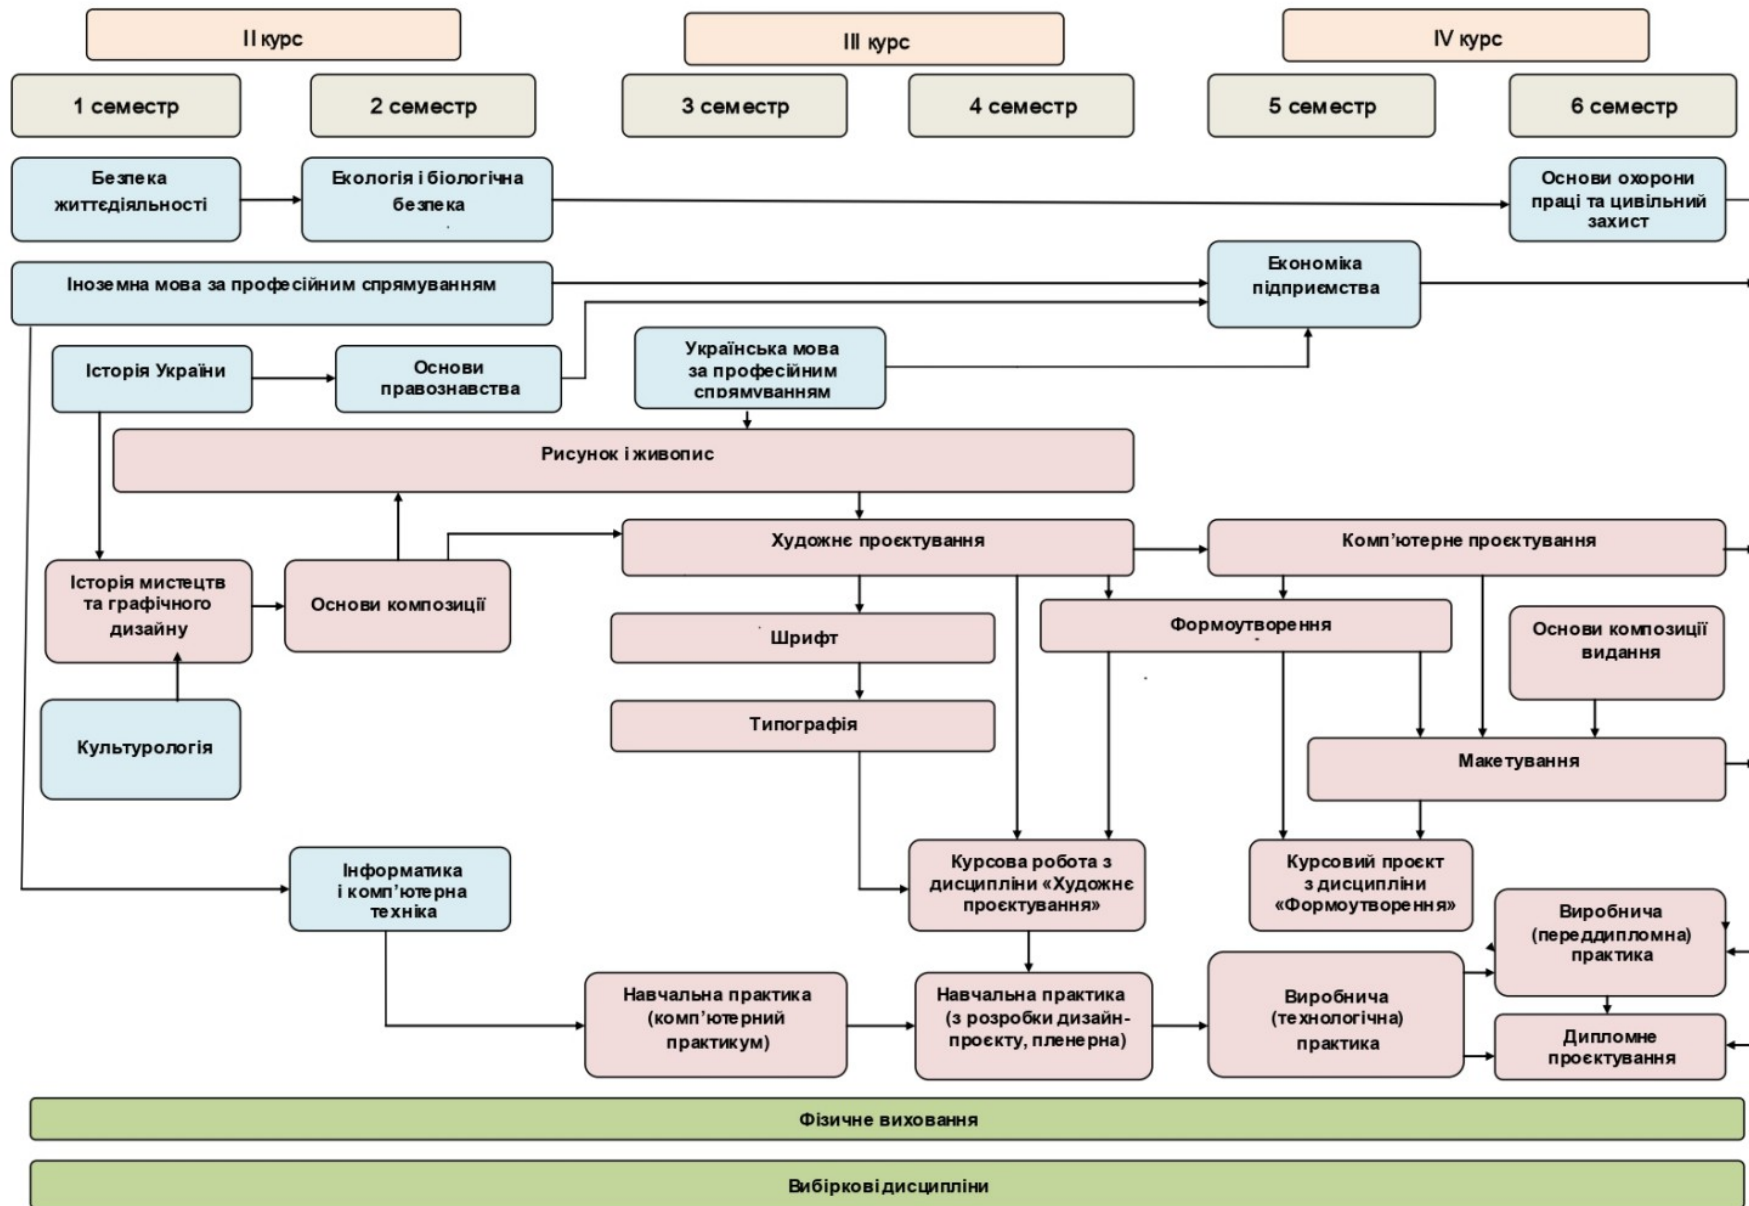 II курс
III курс
IV курс
1 семестр
2 семестр
3 семестр
4 семестр
5 семестр
6 семестр
Безпека
життєдіяльності
Екологія і біологічна
безпека
Основи охорони
праці та цивільний
захист
Іноземна мова за професійним спрямуванням
Економіка
підприємства
Історія України
Основи
правознавства
Українська мова
за професійним
спрямуванням
Рисунок і живопис
Художнє проєктування
Комп’ютерне проєктування
Історія мистецтв
та графічного
дизайну
Основи композиції
Шрифт
Формоутворення
Основи композиції
видання
Культурологія
Типографія
Макетування
Інформатика
і комп’ютерна
техніка
Курсова робота з
дисципліни «Художнє
проєктування»
Курсовий проєкт
з дисципліни
«Формоутворення»
Виробнича
(переддипломна)
практика
Навчальна практика
(комп’ютерний
практикум)
Навчальна практика
(з розробки дизайн-
проєкту, пленерна)
Виробнича
(технологічна)
практика
Дипломне
проєктування
Фізичне виховання
Вибіркові дисципліни